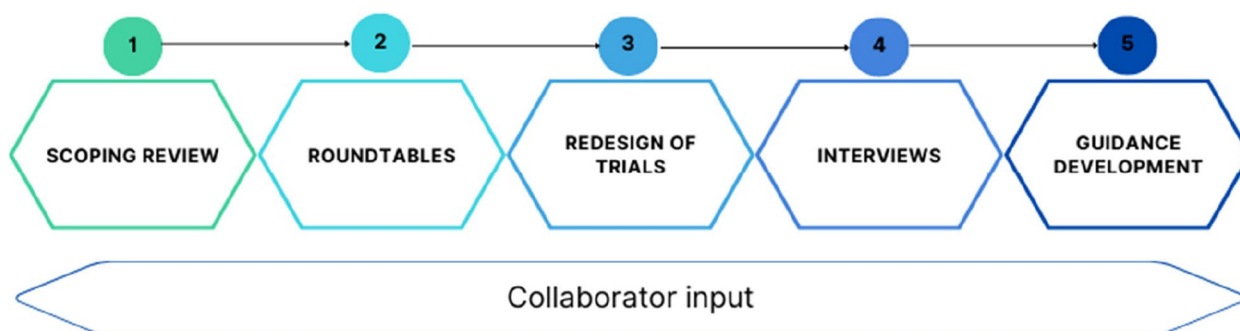 1
2
3
4
5
SCOPING REVIEW
ROUNDTABLES
REDESIGN OF
TRIALS
INTERVIEWS
GUIDANCE
DEVELOPMENT
Collaborator input